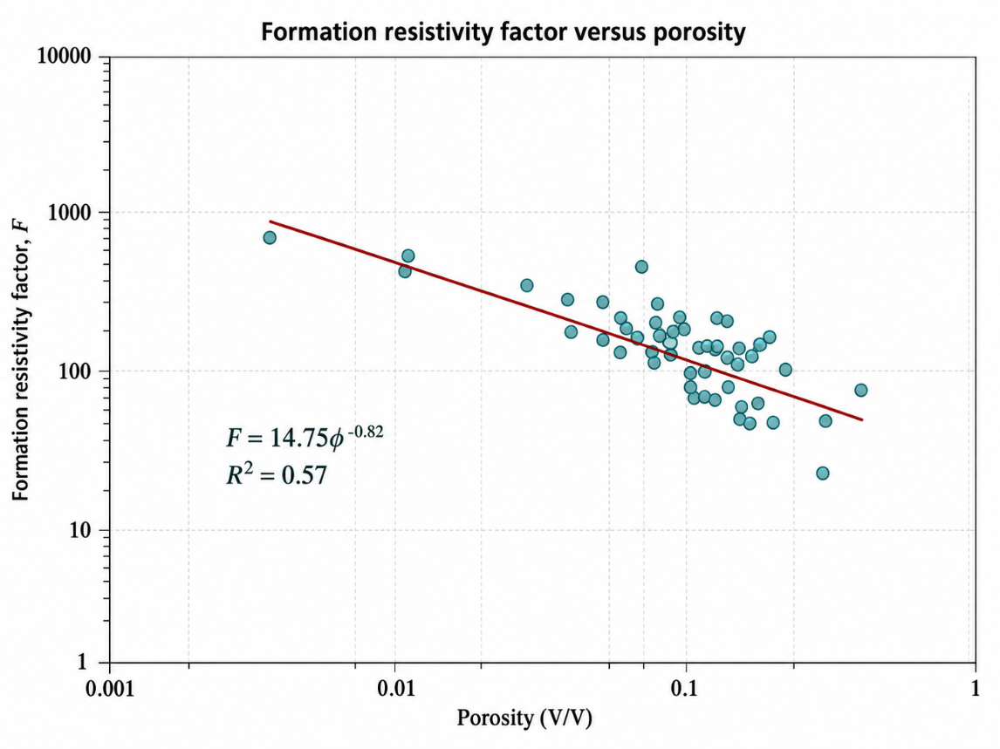 Formation resistivity factor versus porosity
10000
1000
100
10
1
Formation resistivity factor, F
F = 14.75ϕ^-0.82
R² = 0.57
0.001 0.01 0.1 1
Porosity (V/V)